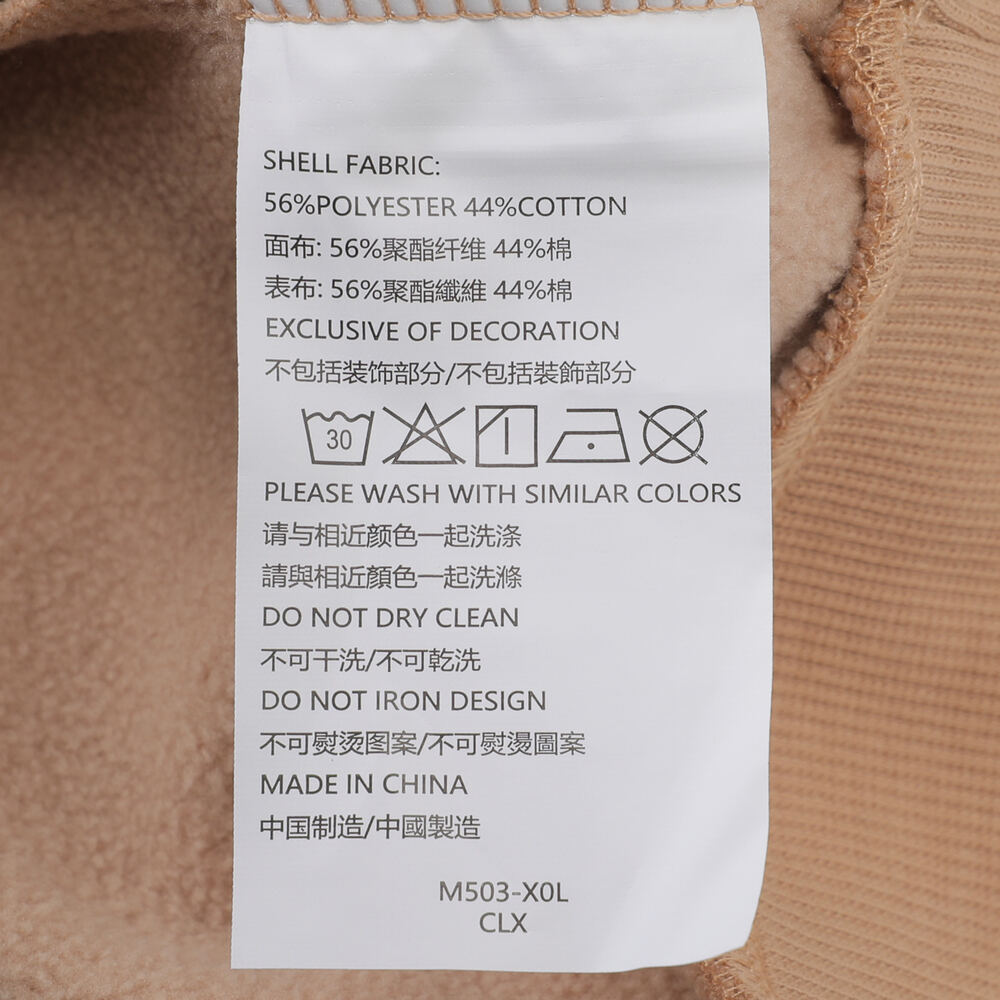 SHELL FABRIC:
56%POLYESTER 44%COTTON
面布: 56%聚酯纤维 44%棉
表布: 56%聚酯纖維 44%棉
EXCLUSIVE OF DECORATION
不包括装饰部分/不包括裝飾部分
30
PLEASE WASH WITH SIMILAR COLORS
请与相近颜色一起洗涤
請與相近顏色一起洗滌
DO NOT DRY CLEAN
不可干洗/不可乾洗
DO NOT IRON DESIGN
不可熨烫图案/不可熨燙圖案
MADE IN CHINA
中国制造/中國製造
M503-X0L
CLX